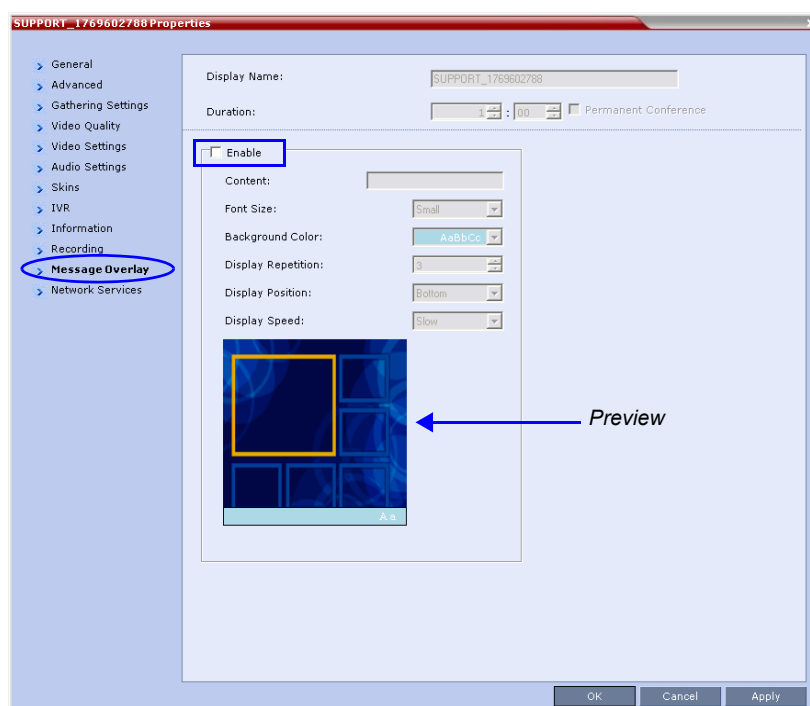 SUPPORT_1769602788 Properties
General
Advanced
Gathering Settings
Video Quality
Video Settings
Audio Settings
Skins
IVR
Information
Recording
Message Overlay
Network Services
Display Name: SUPPORT_1769602788
Duration: 1 : 00 Permanent Conference
Enable
Content:
Font Size: Small
Background Color: AaBbCc
Display Repetition: 3
Display Position: Bottom
Display Speed: Slow
Preview
Aa
OK Cancel Apply